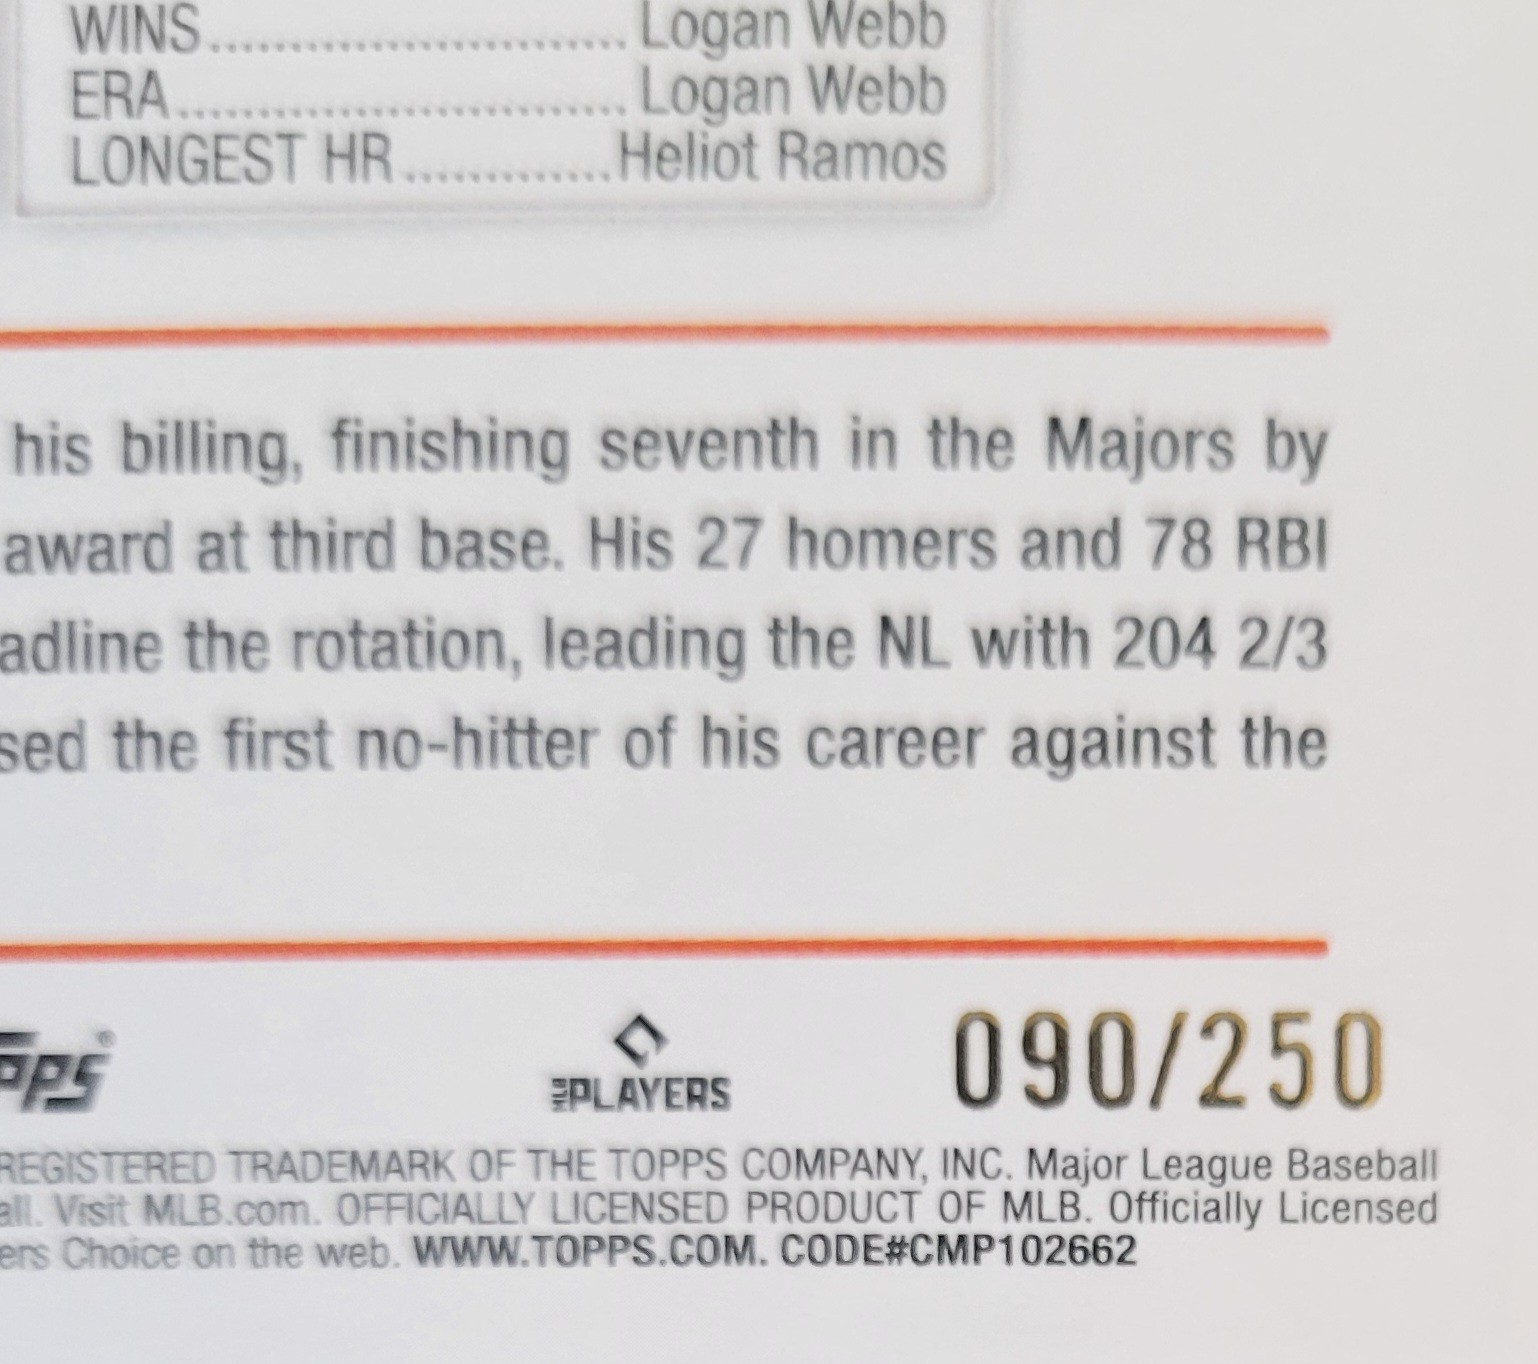 WINS.......................... Logan Webb
ERA............................ Logan Webb
LONGEST HR.............Heliot Ramos
his billing, finishing seventh in the Majors by
award at third base. His 27 homers and 78 RBI
adline the rotation, leading the NL with 204 2/3
sed the first no-hitter of his career against the
opps®
MLB PLAYERS
090/250
REGISTERED TRADEMARK OF THE TOPPS COMPANY, INC. Major League Baseball
all. Visit MLB.com. OFFICIALLY LICENSED PRODUCT OF MLB. Officially Licensed
ers Choice on the web. WWW.TOPPS.COM. CODE#CMP102662